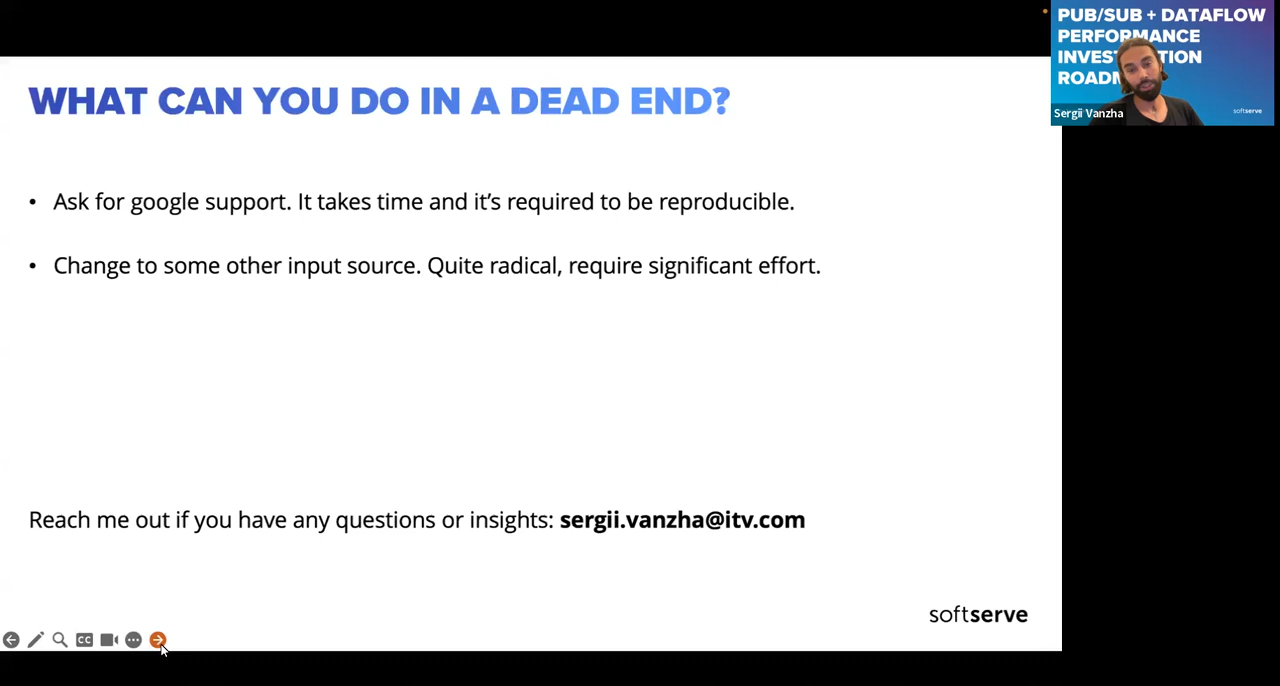 WHAT CAN YOU DO IN A DEAD END?
• Ask for google support. It takes time and it's required to be reproducible.
• Change to some other input source. Quite radical, require significant effort.
Reach me out if you have any questions or insights: sergii.vanzha@itv.com
softserve
CC
PUB/SUB + DATAFLOW
PERFORMANCE
ROADM
softserve
Sergii Vanzha